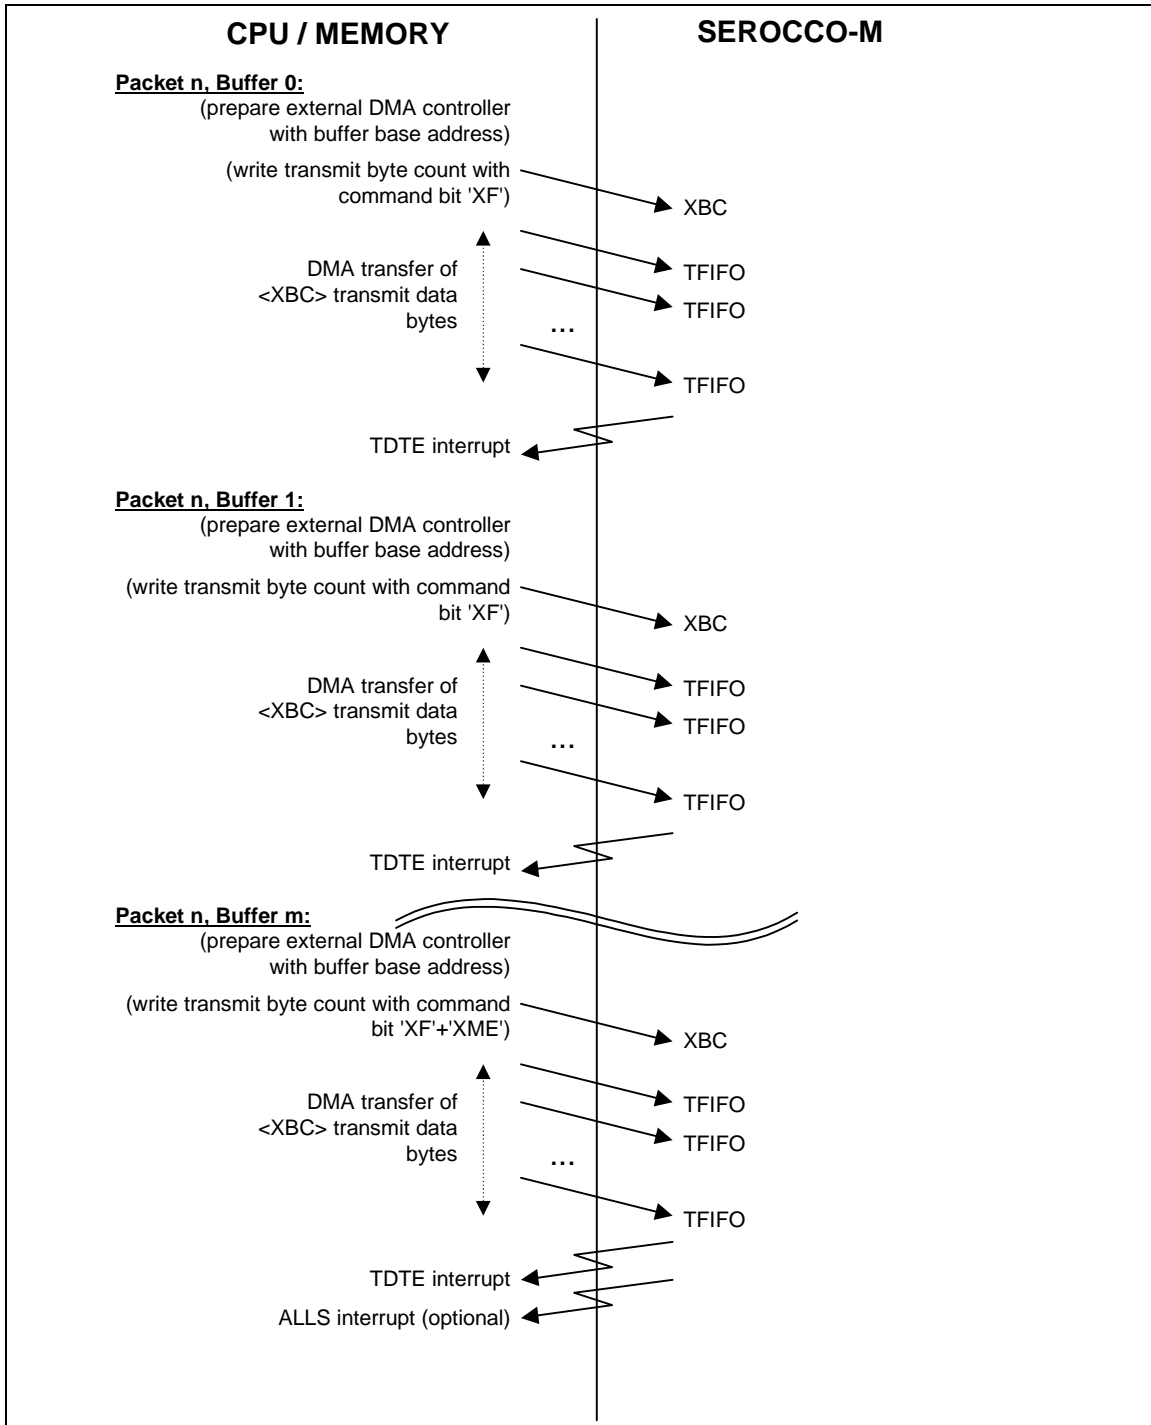 CPU / MEMORY
SEROCCO-M
Packet n, Buffer 0:
(prepare external DMA controller
with buffer base address)
(write transmit byte count with
command bit 'XF')
XBC
TFIFO
DMA transfer of
<XBC> transmit data
bytes
TFIFO
...
TFIFO
TDTE interrupt
Packet n, Buffer 1:
(prepare external DMA controller
with buffer base address)
(write transmit byte count with command
bit 'XF')
XBC
TFIFO
DMA transfer of
<XBC> transmit data
bytes
TFIFO
...
TFIFO
TDTE interrupt
Packet n, Buffer m:
(prepare external DMA controller
with buffer base address)
(write transmit byte count with command
bit 'XF'+'XME')
XBC
TFIFO
DMA transfer of
<XBC> transmit data
bytes
TFIFO
...
TFIFO
TDTE interrupt
ALLS interrupt (optional)